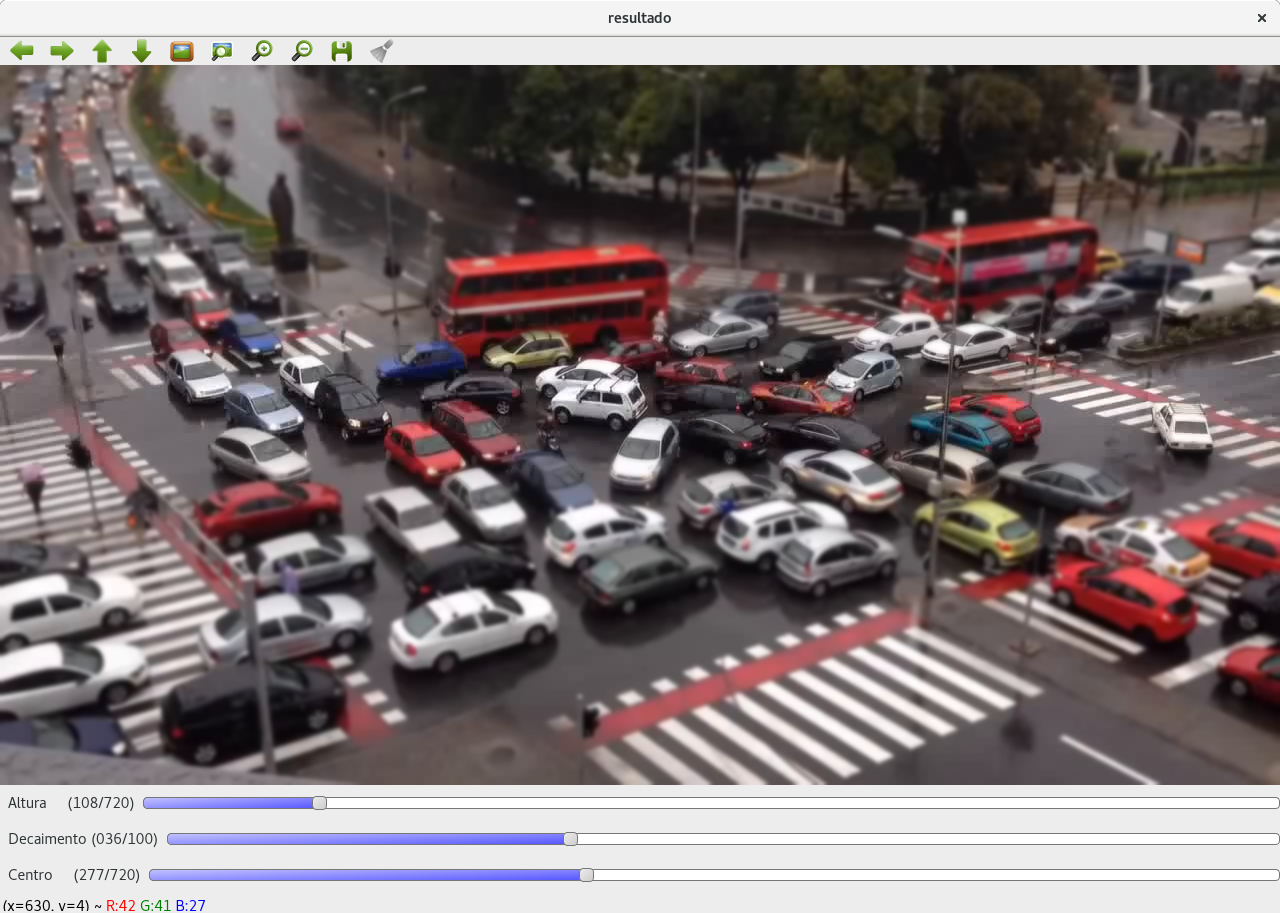 resultado
Altura (108/720)
Decaimento (036/100)
Centro (277/720)
(x=630, y=4) ~ R:42 G:41 B:27